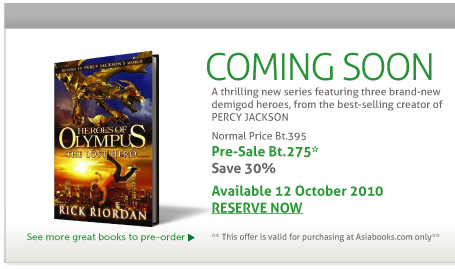 RETURN TO PERCY JACKSON'S WORLD
HEROES OF
OLYMPUS
THE LOST HERO
RICK RIORDAN
See more great books to pre-order ▶
COMING SOON
A thrilling new series featuring three brand-new
demigod heroes, from the best-selling creator of
PERCY JACKSON
Normal Price Bt.395
Pre-Sale Bt.275*
Save 30%
Available 12 October 2010
RESERVE NOW
** This offer is valid for purchasing at Asiabooks.com only**